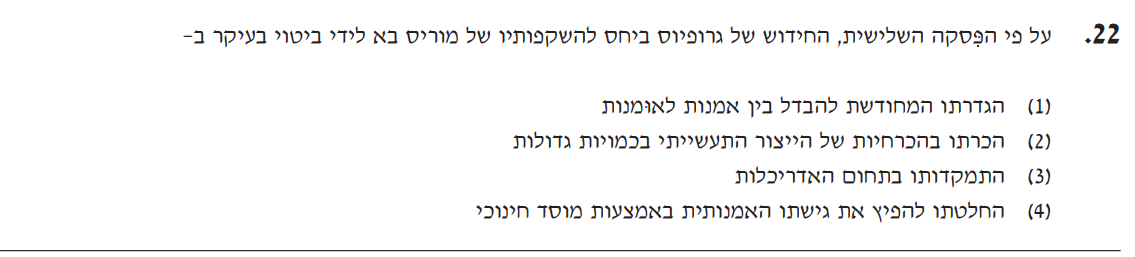 22. על פי הפִּסקה השלישית, החידוש של גרופיוס ביחס להשקפותיו של מוריס בא לידי ביטוי בעיקר ב-
(1) הגדרתו המחודשת להבדל בין אמנות לאוּמנות
(2) הכרתו בהכרחיות של הייצור התעשייתי בכמויות גדולות
(3) התמקדותו בתחום האדריכלות
(4) החלטתו להפיץ את גישתו האמנותית באמצעות מוסד חינוכי